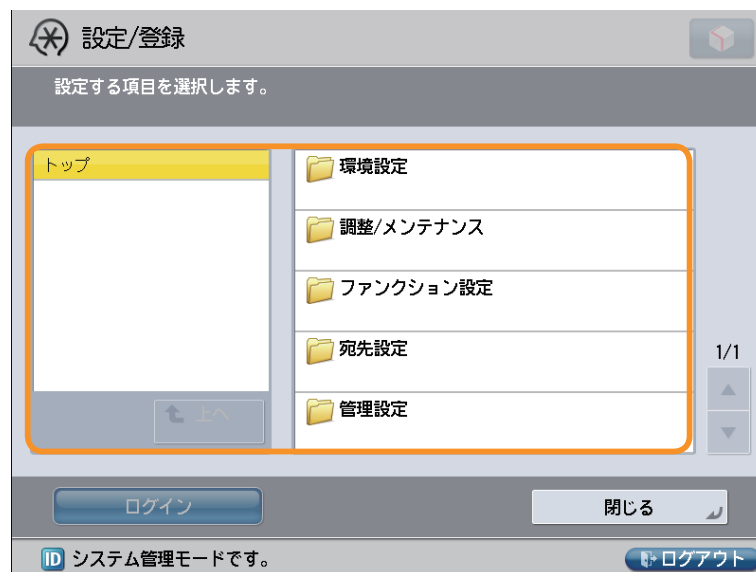 設定/登録
設定する項目を選択します。
トップ
環境設定
調整/メンテナンス
ファンクション設定
宛先設定
1/1
管理設定
上へ
ログイン
閉じる
ID システム管理モードです。
ログアウト